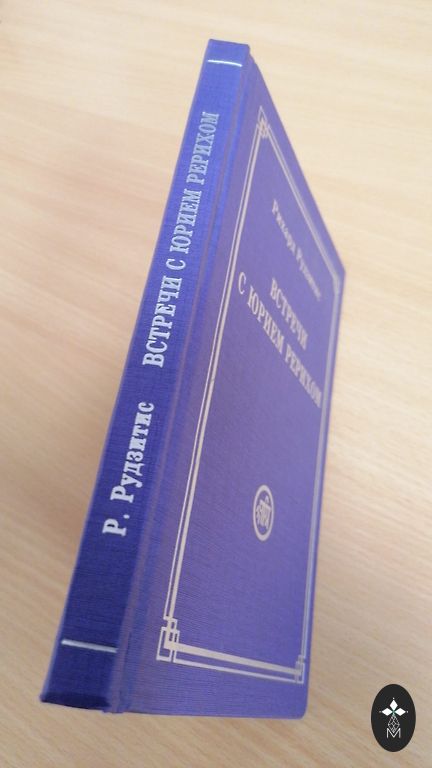 Р. Рудзитис ВСТРЕЧИ С ЮРИЕМ РЕРИХОМ
Рихард Рудзитис
ВСТРЕЧИ
С ЮРИЕМ РЕРИХОМ